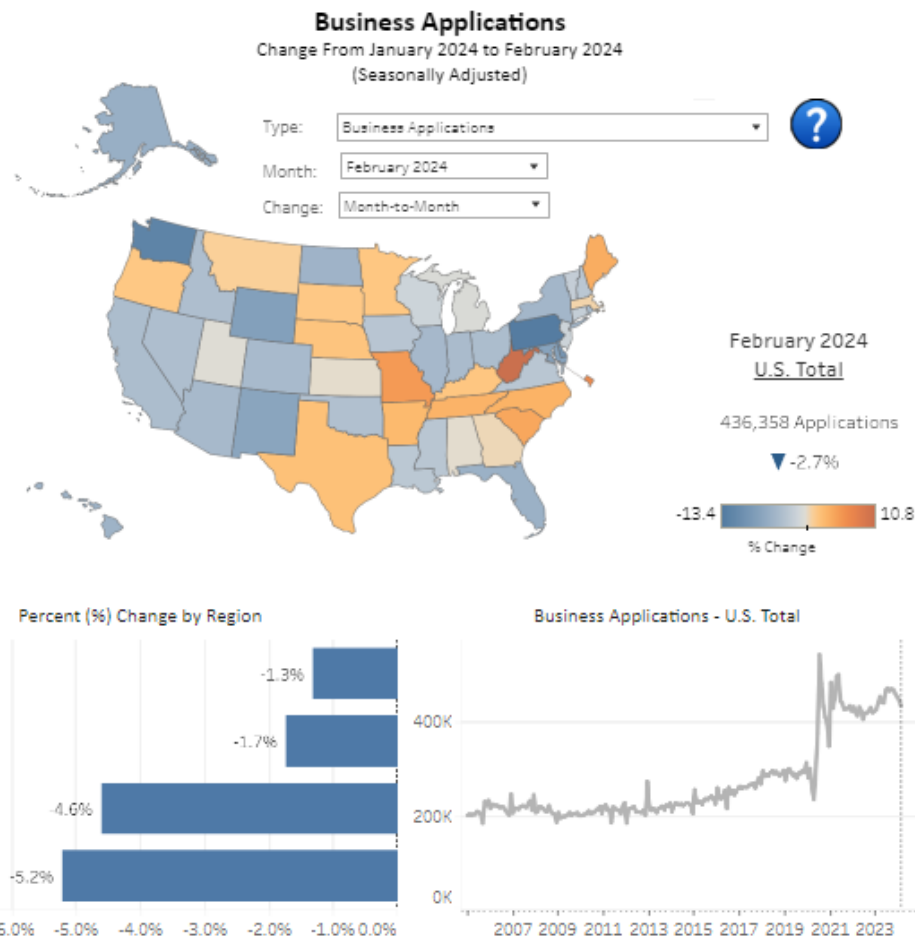 Business Applications
Change From January 2024 to February 2024
(Seasonally Adjusted)
Type: Business Applications
?
Month: February 2024
Change: Month-to-Month
February 2024
U.S. Total
436,358 Applications
-2.7%
-13.4 10.8
% Change
Percent (%) Change by Region
-1.3%
-1.7%
-4.6%
-5.2%
-5.0% -4.0% -3.0% -2.0% -1.0% 0.0%
Business Applications - U.S. Total
400K
200K
0K
2007 2009 2011 2013 2015 2017 2019 2021 2023